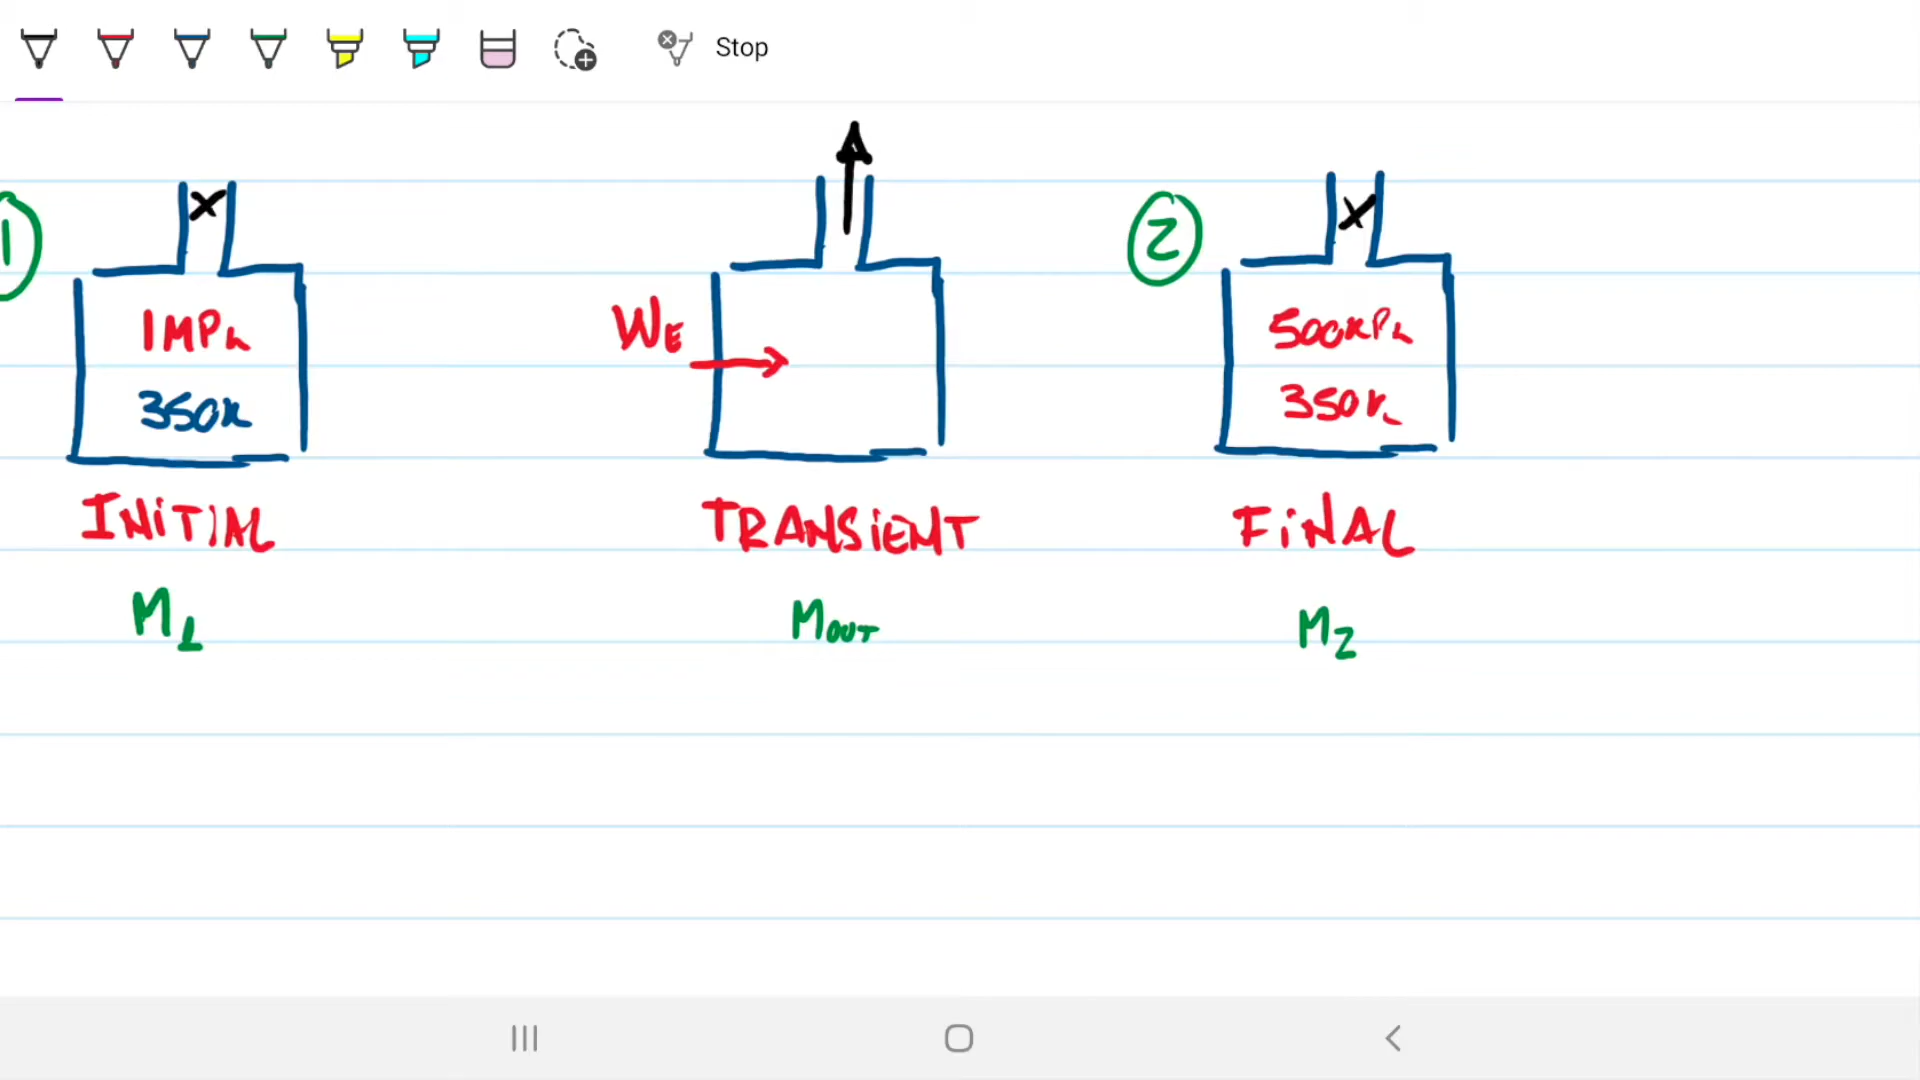 Stop
1
1MPa
350K
INITIAL
M1
WE
TRANSIENT
MOUT
2
500KPa
350K
FINAL
M2